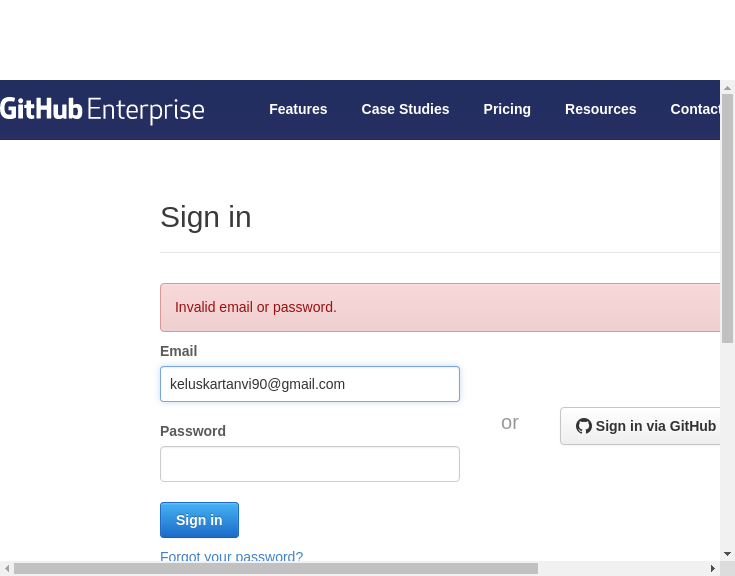 GitHub Enterprise Features Case Studies Pricing Resources Contact
Sign in
Invalid email or password.
Email
keluskartanvi90@gmail.com
or
Sign in via GitHub
Password
Sign in
Forgot your password?